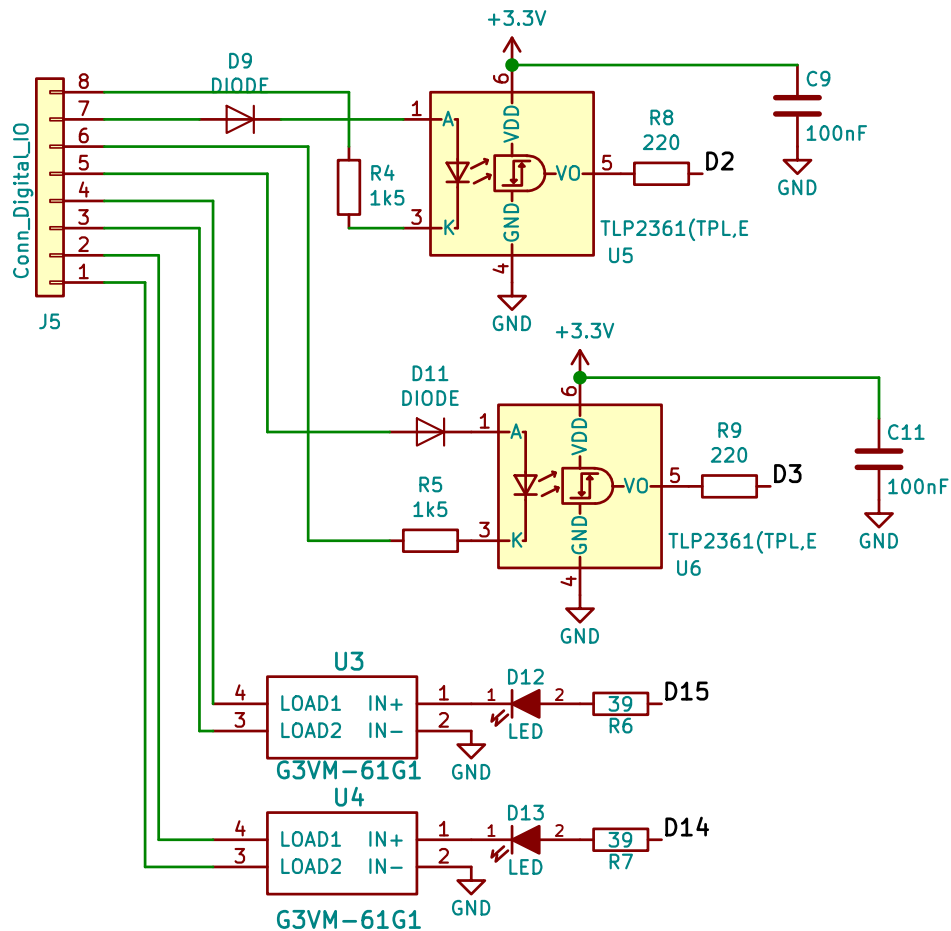 +3.3V
D9
DIODE
C9
100nF
8
7
6
5
4
3
2
1
Conn_Digital_IO
J5
R4
1k5
1
3
A
K
6
VDD
GND
4
VO
5
R8
220
D2
TLP2361(TPL,E
U5
GND
GND
+3.3V
D11
DIODE
C11
100nF
R5
1k5
1
3
A
K
6
VDD
GND
4
VO
5
R9
220
D3
TLP2361(TPL,E
U6
GND
GND
U3
4
LOAD1
IN+
1
3
LOAD2
IN-
2
G3VM-61G1
D12
1
2
LED
39
R6
D15
GND
U4
4
LOAD1
IN+
1
3
LOAD2
IN-
2
G3VM-61G1
D13
1
2
LED
39
R7
D14
GND